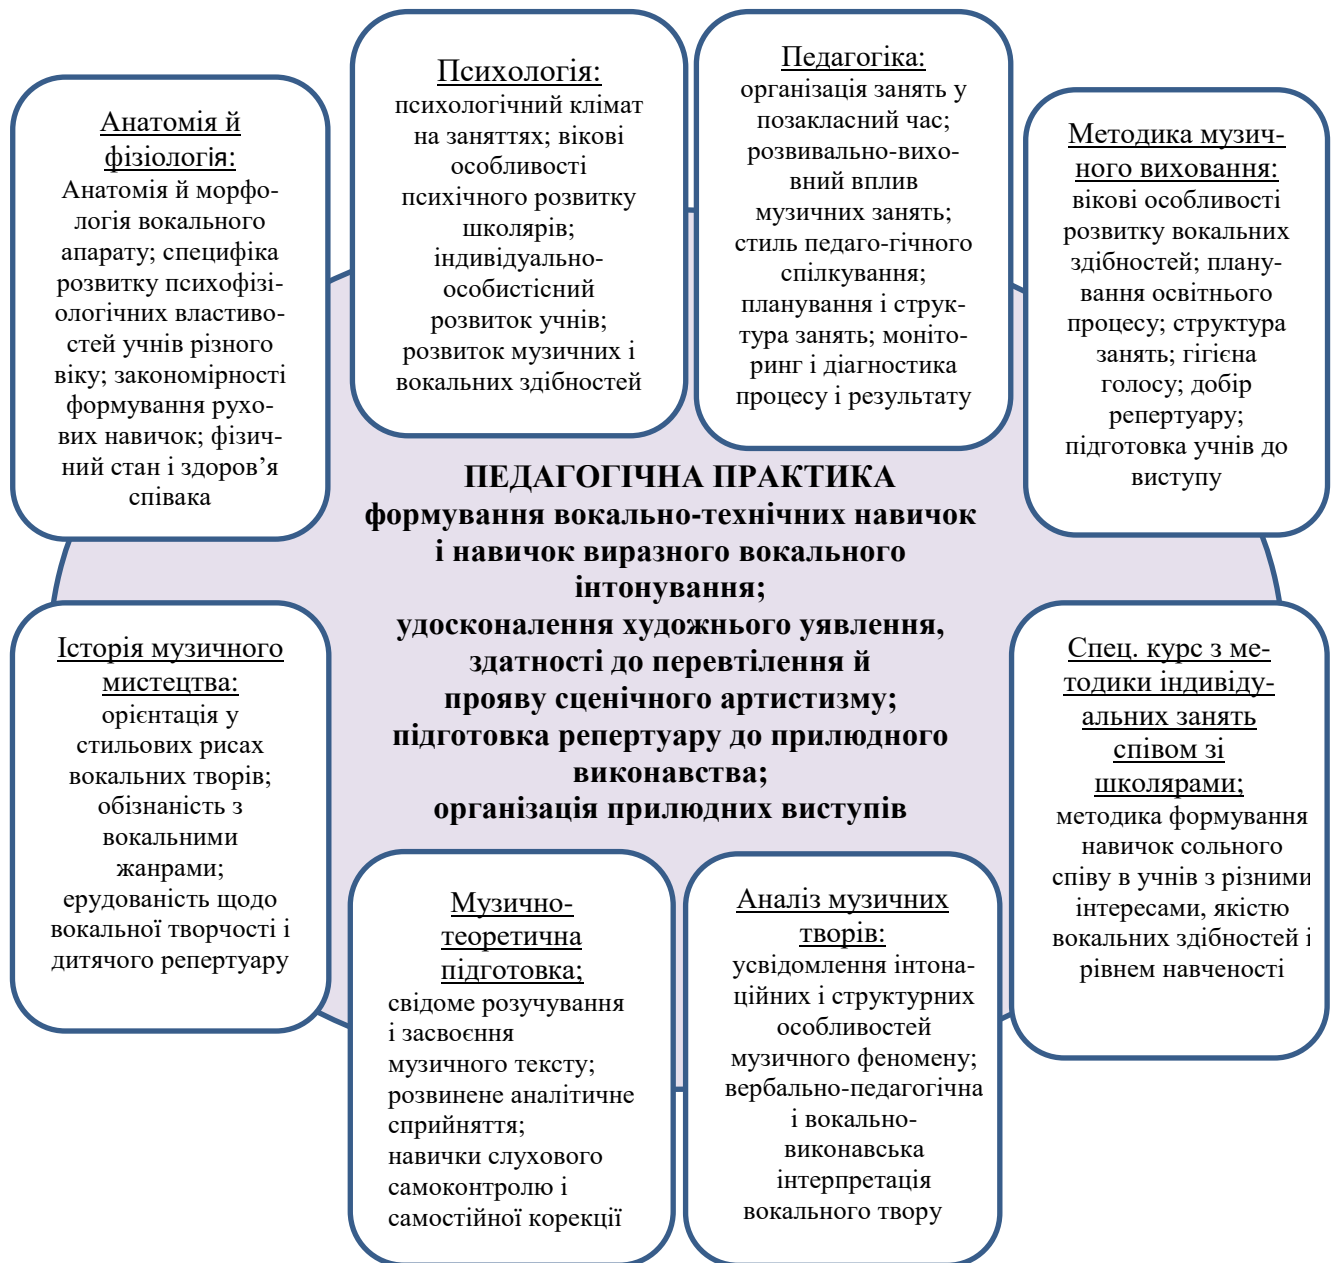 Анатомія й
фізіологія:
Анатомія й морфо-
логія вокального
апарату; специфіка
розвитку психофізі-
ологічних властиво-
стей учнів різного
віку; закономірності
формування рухо-
вих навичок; фізич-
ний стан і здоров’я
співака
Психологія:
психологічний клімат
на заняттях; вікові
особливості
психічного розвитку
школярів;
індивідуально-
особистісний
розвиток учнів;
розвиток музичних і
вокальних здібностей
Педагогіка:
організація занять у
позакласний час;
розвивально-вихо-
вний вплив
музичних занять;
стиль педаго-гічного
спілкування;
планування і струк-
тура занять; моніто-
ринг і діагностика
процесу і результату
Методика музич-
ного виховання:
вікові особливості
розвитку вокальних
здібностей; плану-
вання освітнього
процесу; структура
занять; гігієна
голосу; добір
репертуару;
підготовка учнів до
виступу
ПЕДАГОГІЧНА ПРАКТИКА
формування вокально-технічних навичок
і навичок виразного вокального
інтонування;
удосконалення художнього уявлення,
здатності до перевтілення й
прояву сценічного артистизму;
підготовка репертуару до прилюдного
виконавства;
організація прилюдних виступів
Історія музичного
мистецтва:
орієнтація у
стильових рисах
вокальних творів;
обізнаність з
вокальними
жанрами;
ерудованість щодо
вокальної творчості і
дитячого репертуару
Спец. курс з ме-
тодики індивіду-
альних занять
співом зі
школярами;
методика формування
навичок сольного
співу в учнів з різними
інтересами, якістю
вокальних здібностей і
рівнем навченості
Музично-
теоретична
підготовка;
свідоме розучування
і засвоєння
музичного тексту;
розвинене аналітичне
сприйняття;
навички слухового
самоконтролю і
самостійної корекції
Аналіз музичних
творів:
усвідомлення інтона-
ційних і структурних
особливостей
музичного феномену;
вербально-педагогічна
і вокально-
виконавська
інтерпретація
вокального твору